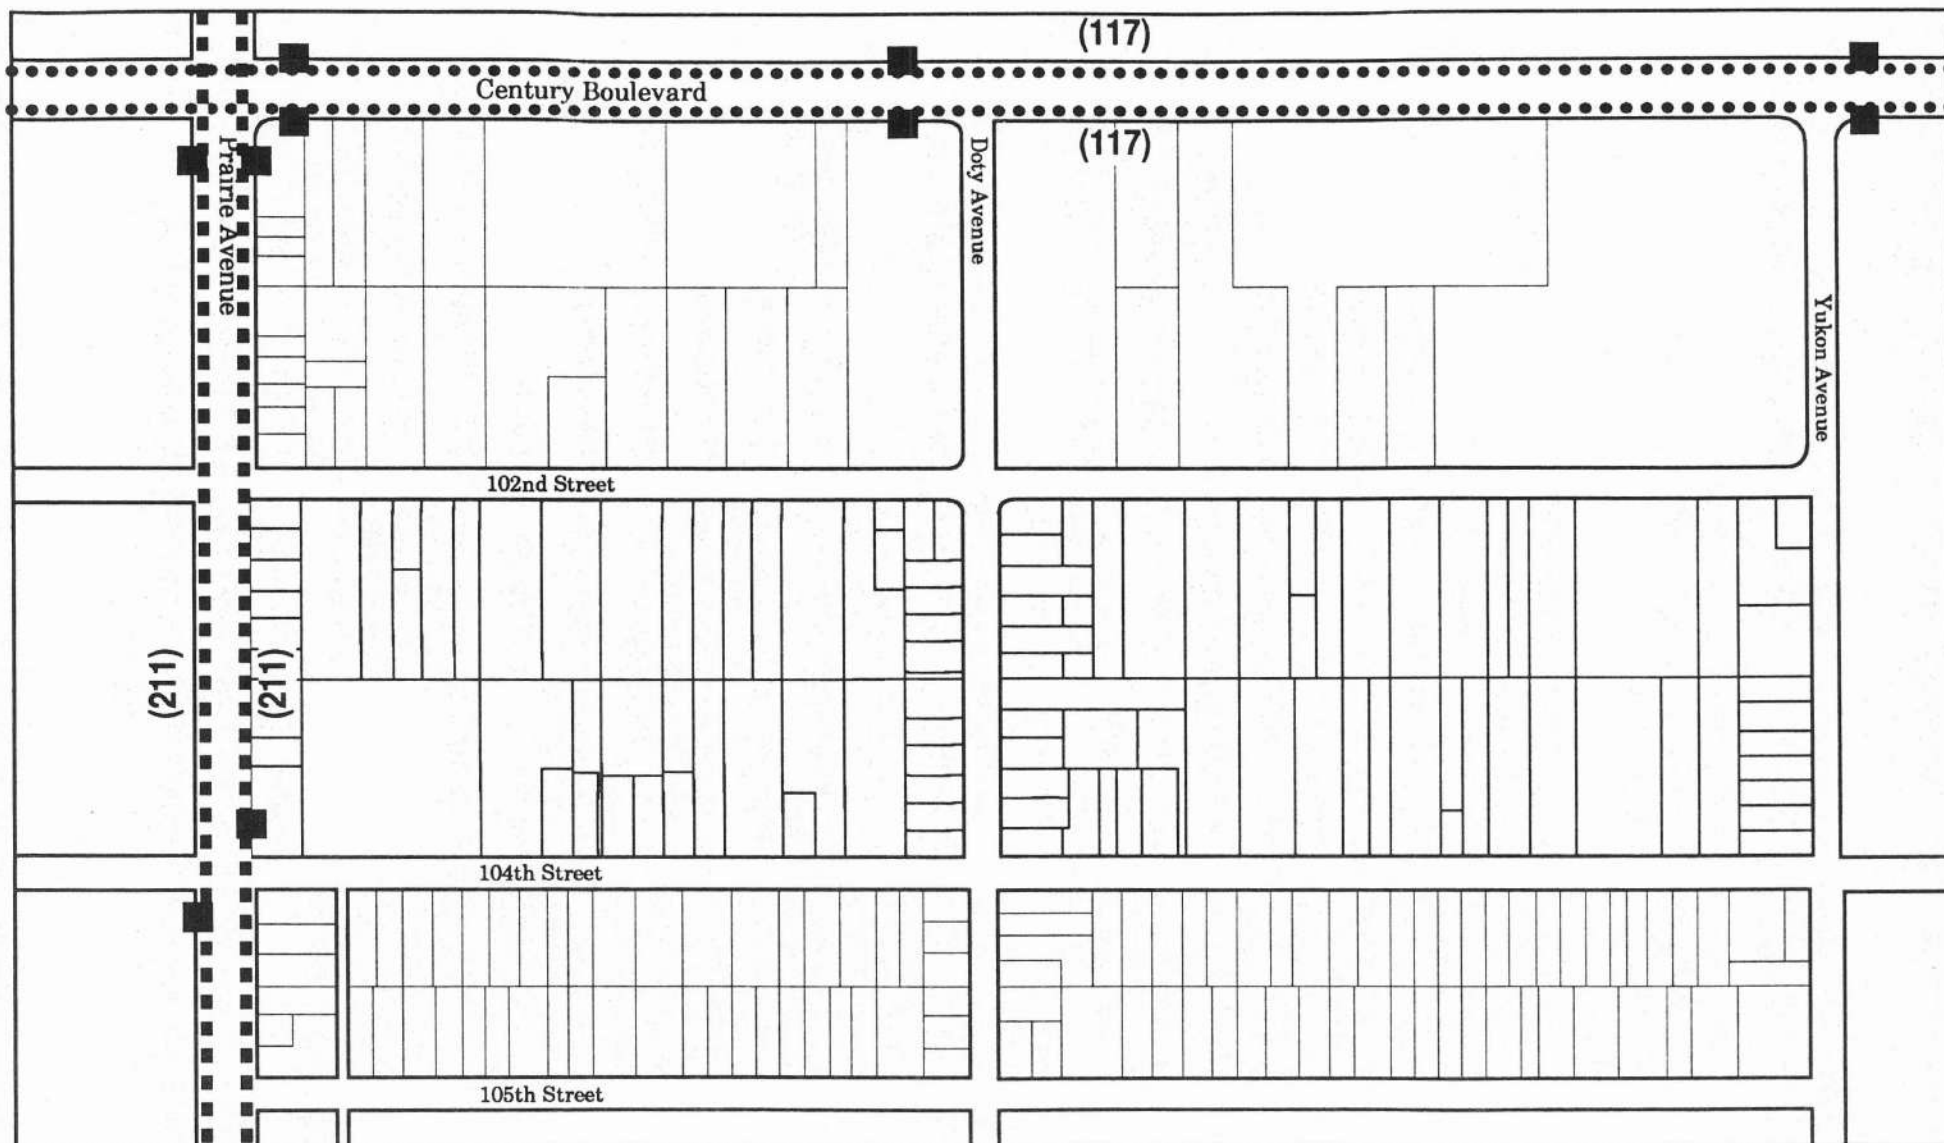 (117)
Century Boulevard
(117)
Prairie Avenue
Doty Avenue
Yukon Avenue
102nd Street
(211)
(211)
104th Street
105th Street